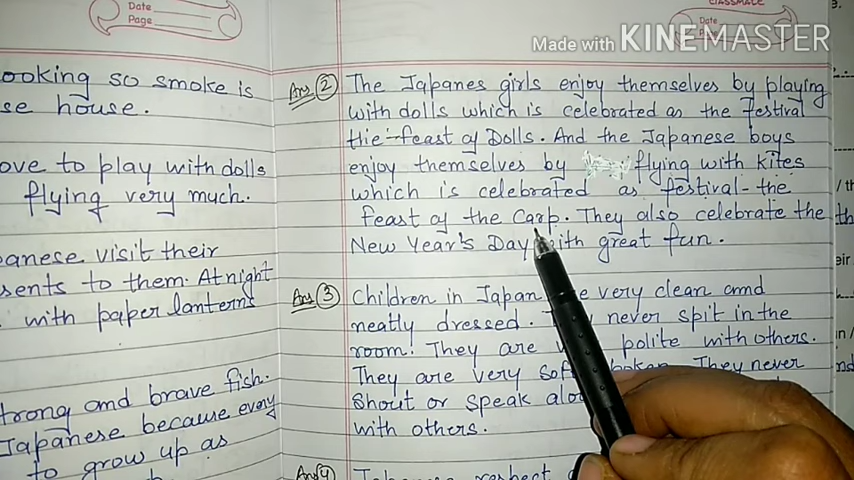 Date
Page
CLASSMATE
Date
Page
Made with KINEMASTER
ooking so smoke is
se house.
ove to play with dolls
flying very much.
anese visit their
sents to them. At night
with paper lanterns
trong and brave fish.
Japanese because every
to grow up as
Ans 2 The Japanes girls enjoy themselves by playing
with dolls which is celebrated as the festival
the-feast of Dolls. And the Japanese boys
enjoy themselves by flying with kites
which is celebrated as festival-the
feast of the Carp. They also celebrate the
New Year's Day with great fun.
Ans 3 Children in Japan are very clean and
neatly dressed. They never spit in the
room. They are polite with others.
They are very soft spoken. They never
shout or speak
with others.
Ans 4 Japanese respect